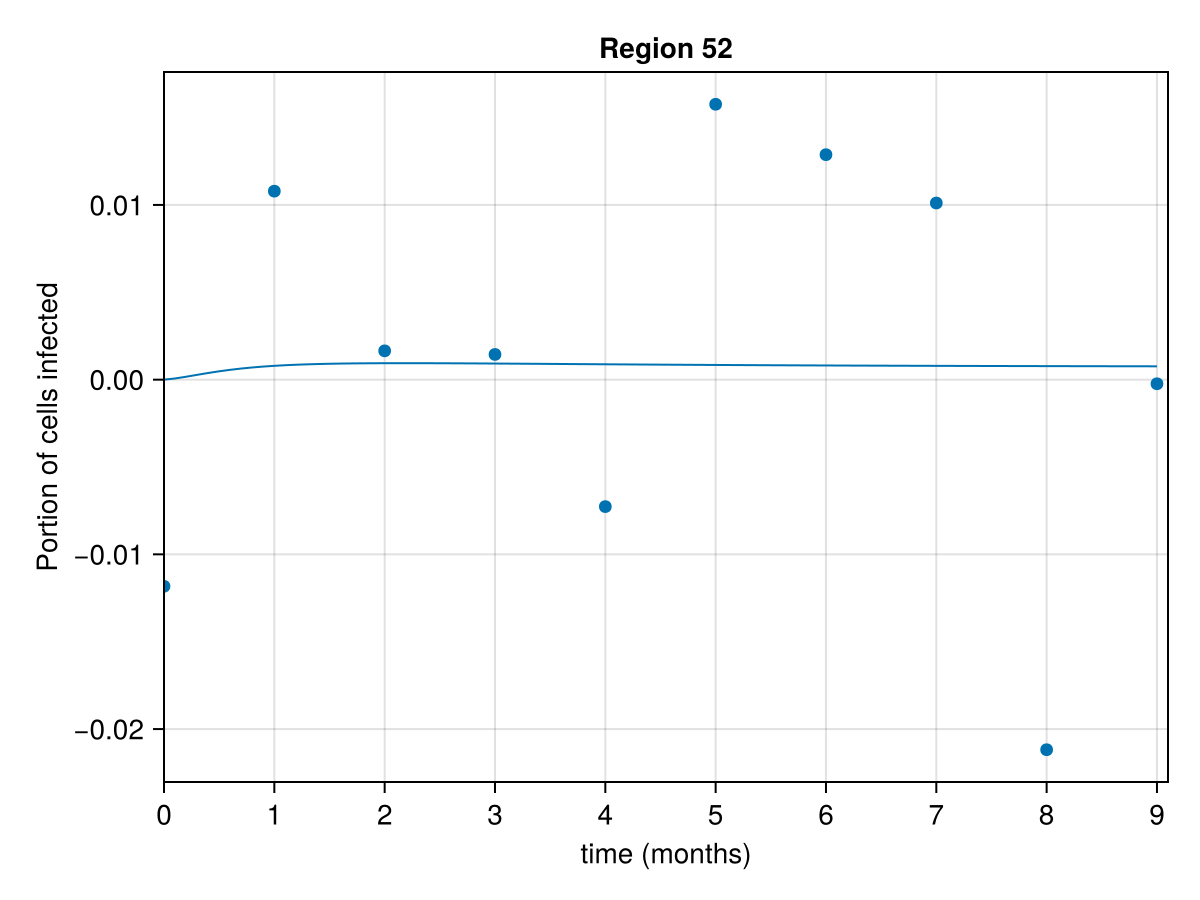 Region 52
Portion of cells infected
0.01
0.00
−0.01
−0.02
0 1 2 3 4 5 6 7 8 9
time (months)